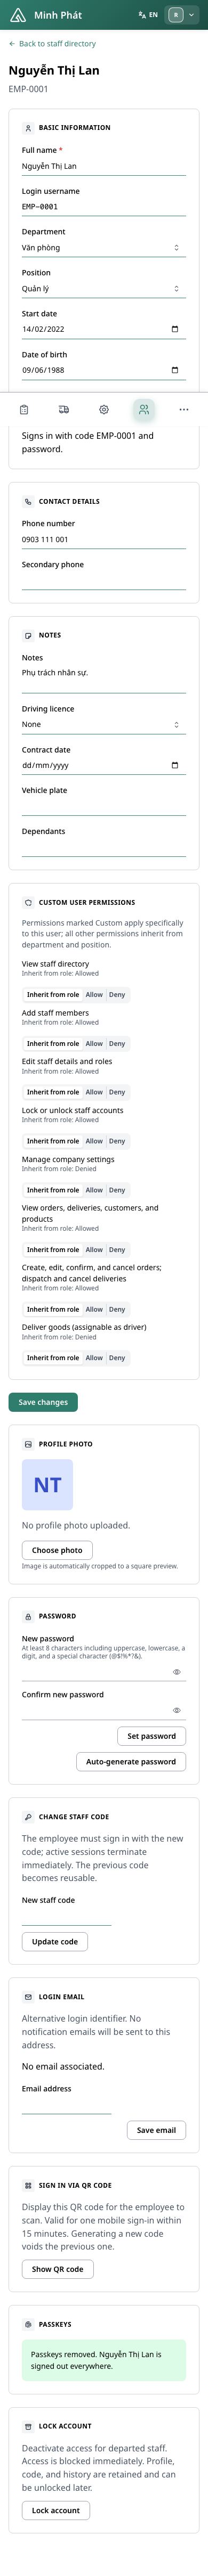 Minh Phát
EN
R
Back to staff directory
Nguyễn Thị Lan
EMP-0001
BASIC INFORMATION
Full name *
Nguyễn Thị Lan
Login username
EMP-0001
Department
Văn phòng
Position
Quản lý
Start date
14/02/2022
Date of birth
09/06/1988
Signs in with code EMP-0001 and
password.
CONTACT DETAILS
Phone number
0903 111 001
Secondary phone
NOTES
Notes
Phụ trách nhân sự.
Driving licence
None
Contract date
dd/mm/yyyy
Vehicle plate
Dependants
CUSTOM USER PERMISSIONS
Permissions marked Custom apply specifically
to this user; all other permissions inherit from
department and position.
View staff directory
Inherit from role: Allowed
Inherit from role Allow Deny
Add staff members
Inherit from role: Allowed
Inherit from role Allow Deny
Edit staff details and roles
Inherit from role: Allowed
Inherit from role Allow Deny
Lock or unlock staff accounts
Inherit from role: Allowed
Inherit from role Allow Deny
Manage company settings
Inherit from role: Denied
Inherit from role Allow Deny
View orders, deliveries, customers, and
products
Inherit from role: Allowed
Inherit from role Allow Deny
Create, edit, confirm, and cancel orders;
dispatch and cancel deliveries
Inherit from role: Allowed
Inherit from role Allow Deny
Deliver goods (assignable as driver)
Inherit from role: Denied
Inherit from role Allow Deny
Save changes
PROFILE PHOTO
NT
No profile photo uploaded.
Choose photo
Image is automatically cropped to a square preview.
PASSWORD
New password
At least 8 characters including uppercase, lowercase, a
digit, and a special character (@$!%*?&).
Confirm new password
Set password
Auto-generate password
CHANGE STAFF CODE
The employee must sign in with the new
code; active sessions terminate
immediately. The previous code
becomes reusable.
New staff code
Update code
LOGIN EMAIL
Alternative login identifier. No
notification emails will be sent to this
address.
No email associated.
Email address
Save email
SIGN IN VIA QR CODE
Display this QR code for the employee to
scan. Valid for one mobile sign-in within
15 minutes. Generating a new code
voids the previous one.
Show QR code
PASSKEYS
Passkeys removed. Nguyễn Thị Lan is
signed out everywhere.
LOCK ACCOUNT
Deactivate access for departed staff.
Access is blocked immediately. Profile,
code, and history are retained and can
be unlocked later.
Lock account